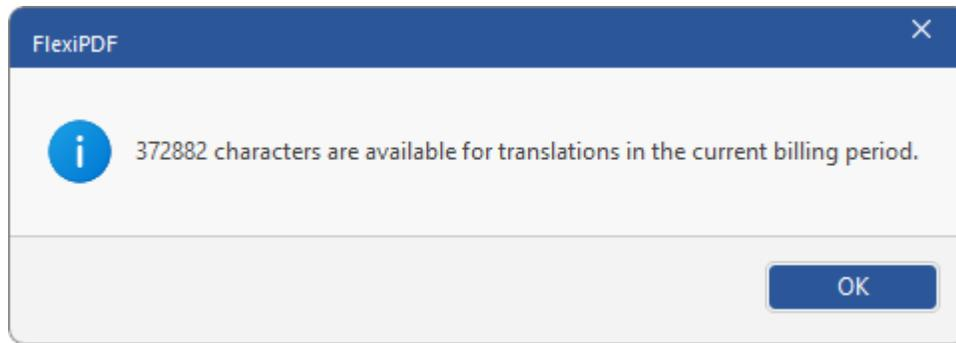 FlexiPDF
372882 characters are available for translations in the current billing period.
OK